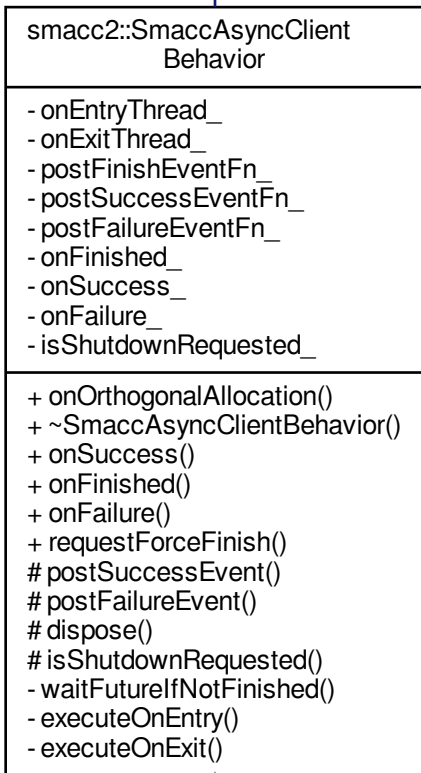 smacc2::SmaccAsyncClient
Behavior
- onEntryThread_
- onExitThread_
- postFinishEventFn_
- postSuccessEventFn_
- postFailureEventFn_
- onFinished_
- onSuccess_
- onFailure_
- isShutdownRequested_
+ onOrthogonalAllocation()
+ ~SmaccAsyncClientBehavior()
+ onSuccess()
+ onFinished()
+ onFailure()
+ requestForceFinish()
# postSuccessEvent()
# postFailureEvent()
# dispose()
# isShutdownRequested()
- waitFutureIfNotFinished()
- executeOnEntry()
- executeOnExit()